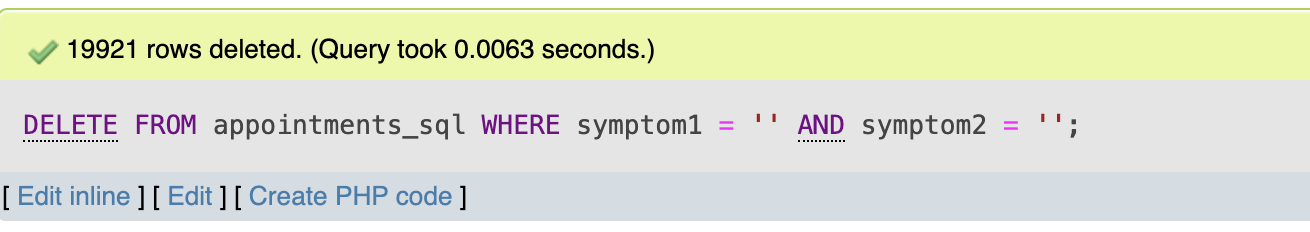 19921 rows deleted. (Query took 0.0063 seconds.)
DELETE FROM appointments_sql WHERE symptom1 = '' AND symptom2 = '';
[ Edit inline ] [ Edit ] [ Create PHP code ]